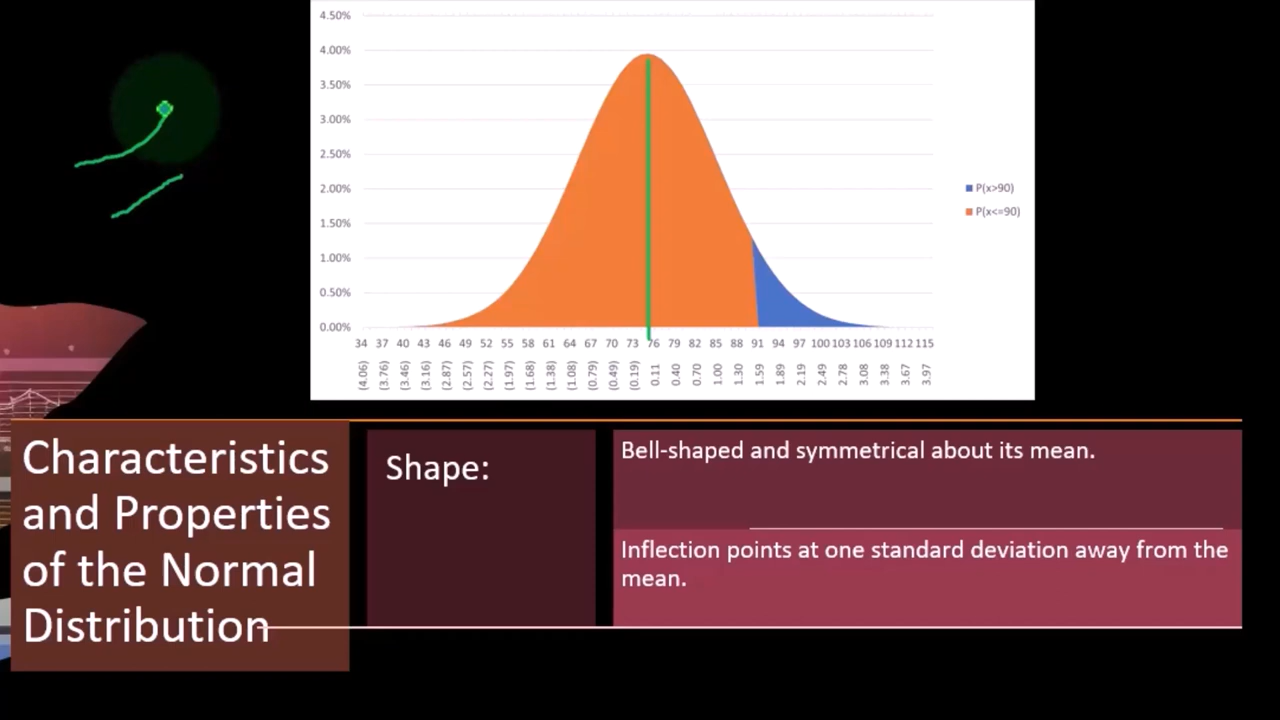 4.50%
4.00%
3.50%
3.00%
2.50%
2.00%
1.50%
1.00%
0.50%
0.00%
P(x>90)
P(x<=90)
34 37 40 43 46 49 52 55 58 61 64 67 70 73 76 79 82 85 88 91 94 97 100 103 106 109 112 115
(4.06) (3.76) (3.46) (3.16) (2.87) (2.57) (2.27) (1.97) (1.68) (1.38) (1.08) (0.79) (0.49) (0.19) 0.11 0.40 0.70 1.00 1.30 1.59 1.89 2.19 2.49 2.78 3.08 3.38 3.67 3.97
Characteristics
and Properties
of the Normal
Distribution
Shape:
Bell-shaped and symmetrical about its mean.
Inflection points at one standard deviation away from the
mean.